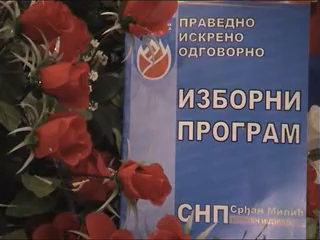 ПРАВЕДНО
ИСКРЕНО
ОДГОВОРНО
ИЗБОРНИ
ПРОГРАМ
СНП Срђан Милић